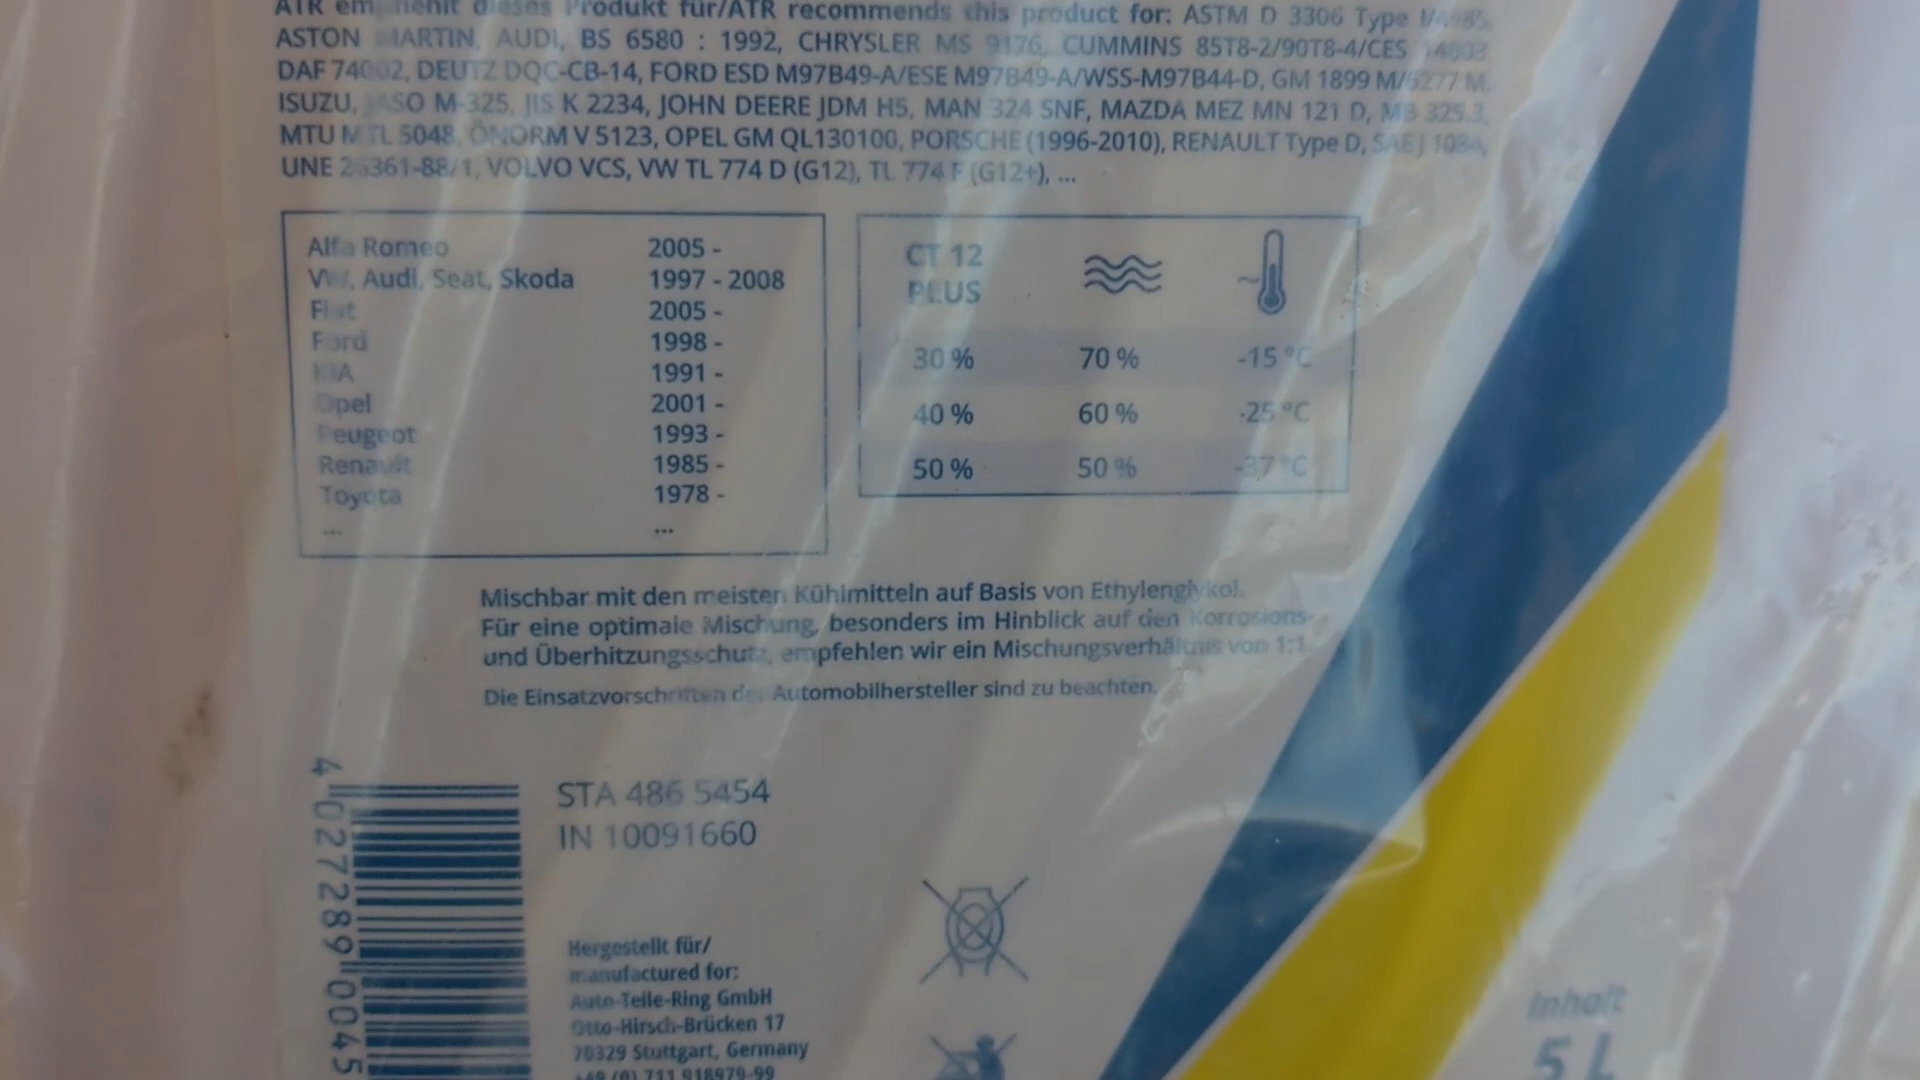 ATR empfiehlt dieses Produkt für/ATR recommends this product for: ASTM D 3306 Type I/4985,
ASTON MARTIN, AUDI, BS 6580 : 1992, CHRYSLER MS 9176, CUMMINS 85T8-2/90T8-4/CES 14603
DAF 74002, DEUTZ DQC-CB-14, FORD ESD M97B49-A/ESE M97B49-A/WSS-M97B44-D, GM 1899 M/6277 M,
ISUZU, JASO M-325, JIS K 2234, JOHN DEERE JDM H5, MAN 324 SNF, MAZDA MEZ MN 121 D, MB 325.3,
MTU MTL 5048, ÖNORM V 5123, OPEL GM QL130100, PORSCHE (1996-2010), RENAULT Type D, SAE J 1034,
UNE 26361-88/1, VOLVO VCS, VW TL 774 D (G12), TL 774 F (G12+), ...
Alfa Romeo 2005 -
VW, Audi, Seat, Skoda 1997 - 2008
Fiat 2005 -
Ford 1998 -
KIA 1991 -
Opel 2001 -
Peugeot 1993 -
Renault 1985 -
Toyota 1978 -
... ...
CT 12
PLUS
30 % 70 % -15 °C
40 % 60 % -25 °C
50 % 50 % -37 °C
Mischbar mit den meisten Kühlmitteln auf Basis von Ethylenglykol.
Für eine optimale Mischung, besonders im Hinblick auf den Korrosions-
und Überhitzungsschutz, empfehlen wir ein Mischungsverhältnis von 1:1.
Die Einsatzvorschriften der Automobilhersteller sind zu beachten.
4 027289 0045
STA 486 5454
IN 10091660
Hergestellt für/
manufactured for:
Auto-Teile-Ring GmbH
Otto-Hirsch-Brücken 17
70329 Stuttgart, Germany
+49 (0) 711 918979-99
Inhalt
5 L